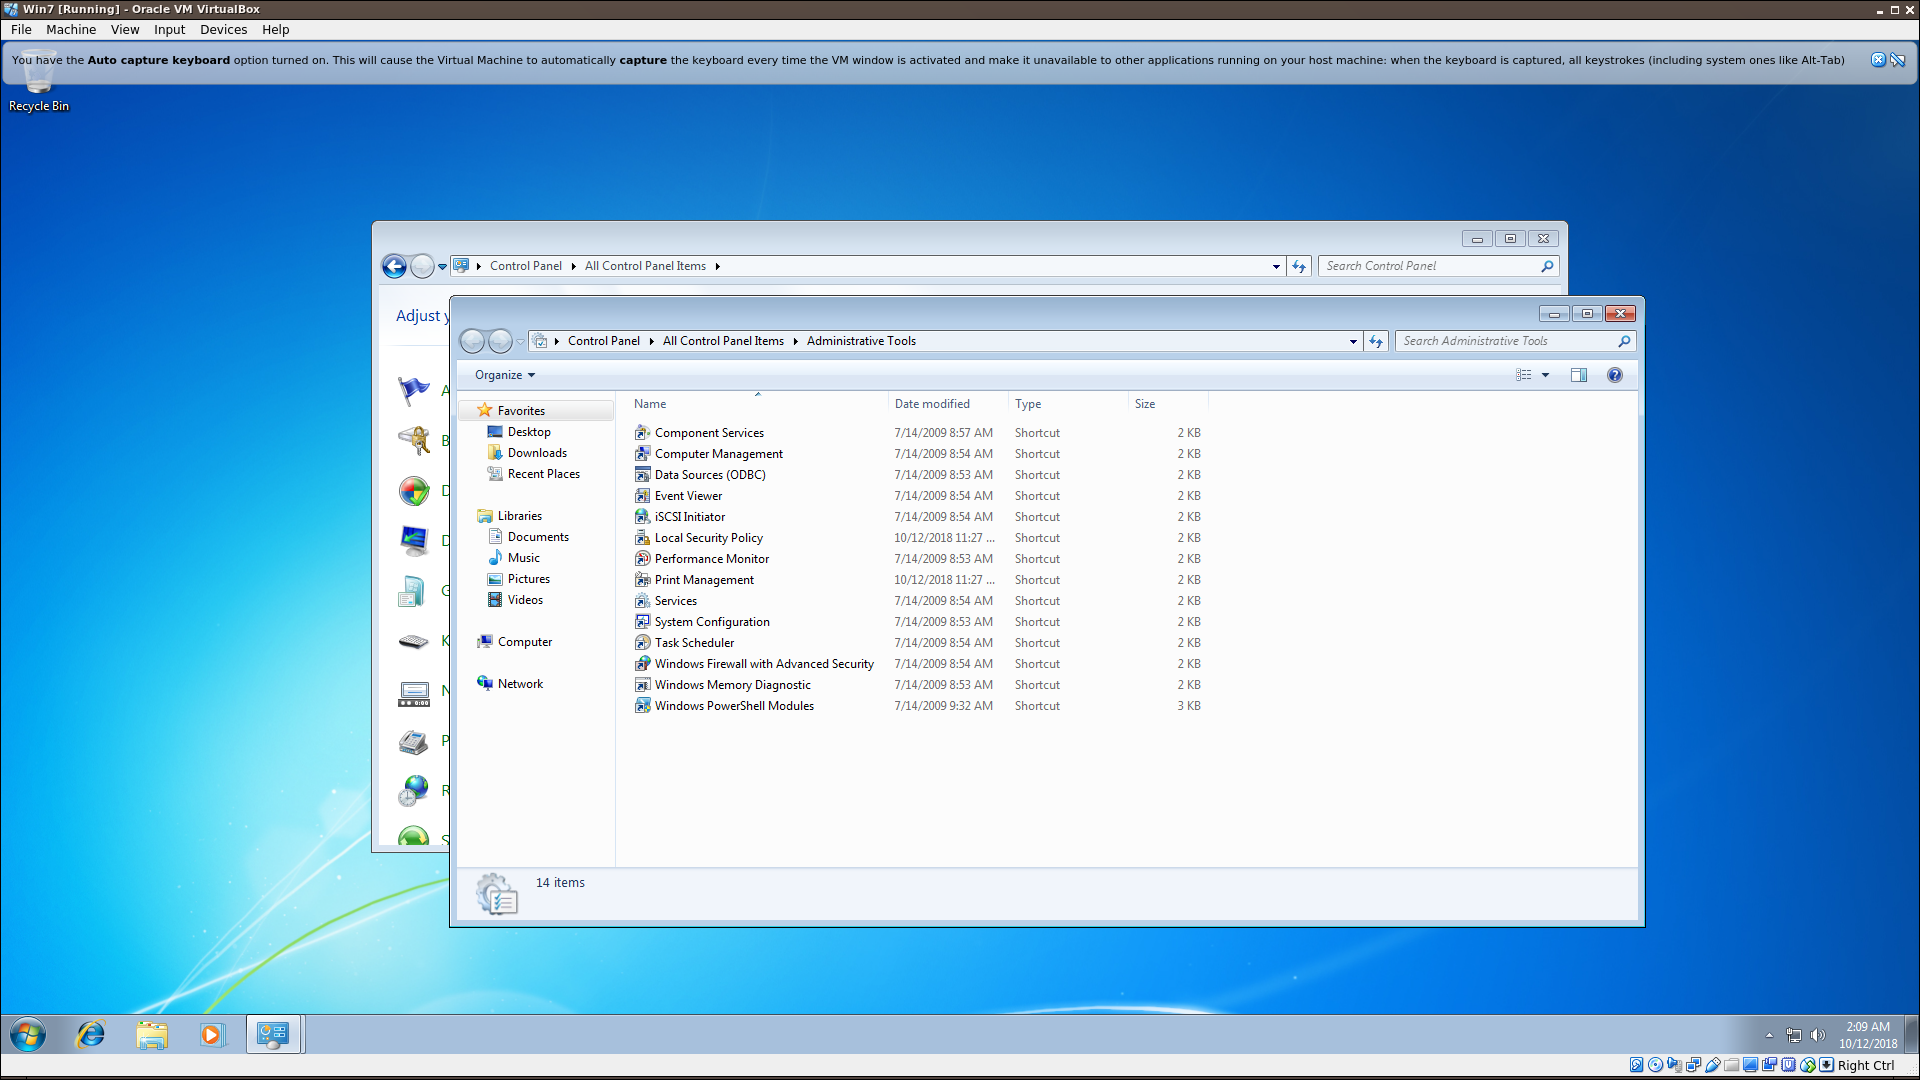 Win7 [Running] - Oracle VM VirtualBox
File Machine View Input Devices Help
You have the Auto capture keyboard option turned on. This will cause the Virtual Machine to automatically capture the keyboard every time the VM window is activated and make it unavailable to other applications running on your host machine: when the keyboard is captured, all keystrokes (including system ones like Alt-Tab)
Recycle Bin
Control Panel All Control Panel Items
Search Control Panel
Adjust y
Control Panel All Control Panel Items Administrative Tools
Search Administrative Tools
Organize
Favorites
Desktop
Downloads
Recent Places
Libraries
Documents
Music
Pictures
Videos
Computer
Network
Name Date modified Type Size
Component Services 7/14/2009 8:57 AM Shortcut 2 KB
Computer Management 7/14/2009 8:54 AM Shortcut 2 KB
Data Sources (ODBC) 7/14/2009 8:53 AM Shortcut 2 KB
Event Viewer 7/14/2009 8:54 AM Shortcut 2 KB
iSCSI Initiator 7/14/2009 8:54 AM Shortcut 2 KB
Local Security Policy 10/12/2018 11:27 ... Shortcut 2 KB
Performance Monitor 7/14/2009 8:53 AM Shortcut 2 KB
Print Management 10/12/2018 11:27 ... Shortcut 2 KB
Services 7/14/2009 8:54 AM Shortcut 2 KB
System Configuration 7/14/2009 8:53 AM Shortcut 2 KB
Task Scheduler 7/14/2009 8:54 AM Shortcut 2 KB
Windows Firewall with Advanced Security 7/14/2009 8:54 AM Shortcut 2 KB
Windows Memory Diagnostic 7/14/2009 8:53 AM Shortcut 2 KB
Windows PowerShell Modules 7/14/2009 9:32 AM Shortcut 3 KB
14 items
2:09 AM
10/12/2018
Right Ctrl